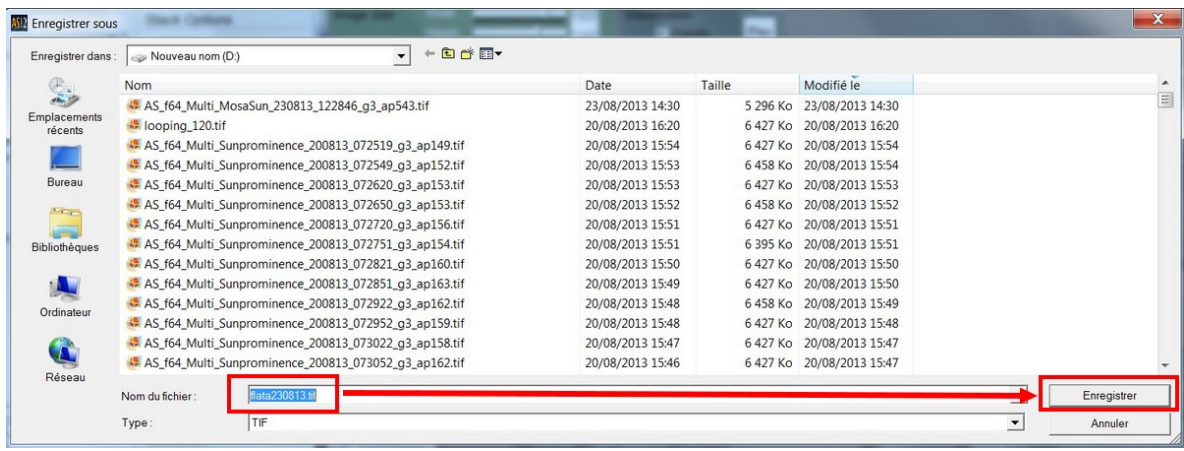 AS!2 Enregistrer sous
Enregistrer dans : Nouveau nom (D:)
Nom Date Taille Modifié le
AS_f64_Multi_MosaSun_230813_122846_g3_ap543.tif 23/08/2013 14:30 5 296 Ko 23/08/2013 14:30
looping_120.tif 20/08/2013 16:20 6 427 Ko 20/08/2013 16:20
AS_f64_Multi_Sunprominence_200813_072519_g3_ap149.tif 20/08/2013 15:54 6 427 Ko 20/08/2013 15:54
AS_f64_Multi_Sunprominence_200813_072549_g3_ap152.tif 20/08/2013 15:53 6 458 Ko 20/08/2013 15:54
AS_f64_Multi_Sunprominence_200813_072620_g3_ap153.tif 20/08/2013 15:53 6 427 Ko 20/08/2013 15:53
AS_f64_Multi_Sunprominence_200813_072650_g3_ap153.tif 20/08/2013 15:52 6 458 Ko 20/08/2013 15:52
AS_f64_Multi_Sunprominence_200813_072720_g3_ap156.tif 20/08/2013 15:51 6 427 Ko 20/08/2013 15:51
AS_f64_Multi_Sunprominence_200813_072751_g3_ap154.tif 20/08/2013 15:51 6 395 Ko 20/08/2013 15:51
AS_f64_Multi_Sunprominence_200813_072821_g3_ap160.tif 20/08/2013 15:50 6 427 Ko 20/08/2013 15:50
AS_f64_Multi_Sunprominence_200813_072851_g3_ap163.tif 20/08/2013 15:49 6 427 Ko 20/08/2013 15:50
AS_f64_Multi_Sunprominence_200813_072922_g3_ap162.tif 20/08/2013 15:48 6 458 Ko 20/08/2013 15:49
AS_f64_Multi_Sunprominence_200813_072952_g3_ap159.tif 20/08/2013 15:48 6 427 Ko 20/08/2013 15:48
AS_f64_Multi_Sunprominence_200813_073022_g3_ap158.tif 20/08/2013 15:47 6 427 Ko 20/08/2013 15:47
AS_f64_Multi_Sunprominence_200813_073052_g3_ap162.tif 20/08/2013 15:46 6 427 Ko 20/08/2013 15:47
Emplacements
récents
Bureau
Bibliothèques
Ordinateur
Réseau
Nom du fichier : flata230813.tif Enregistrer
Type : TIF Annuler